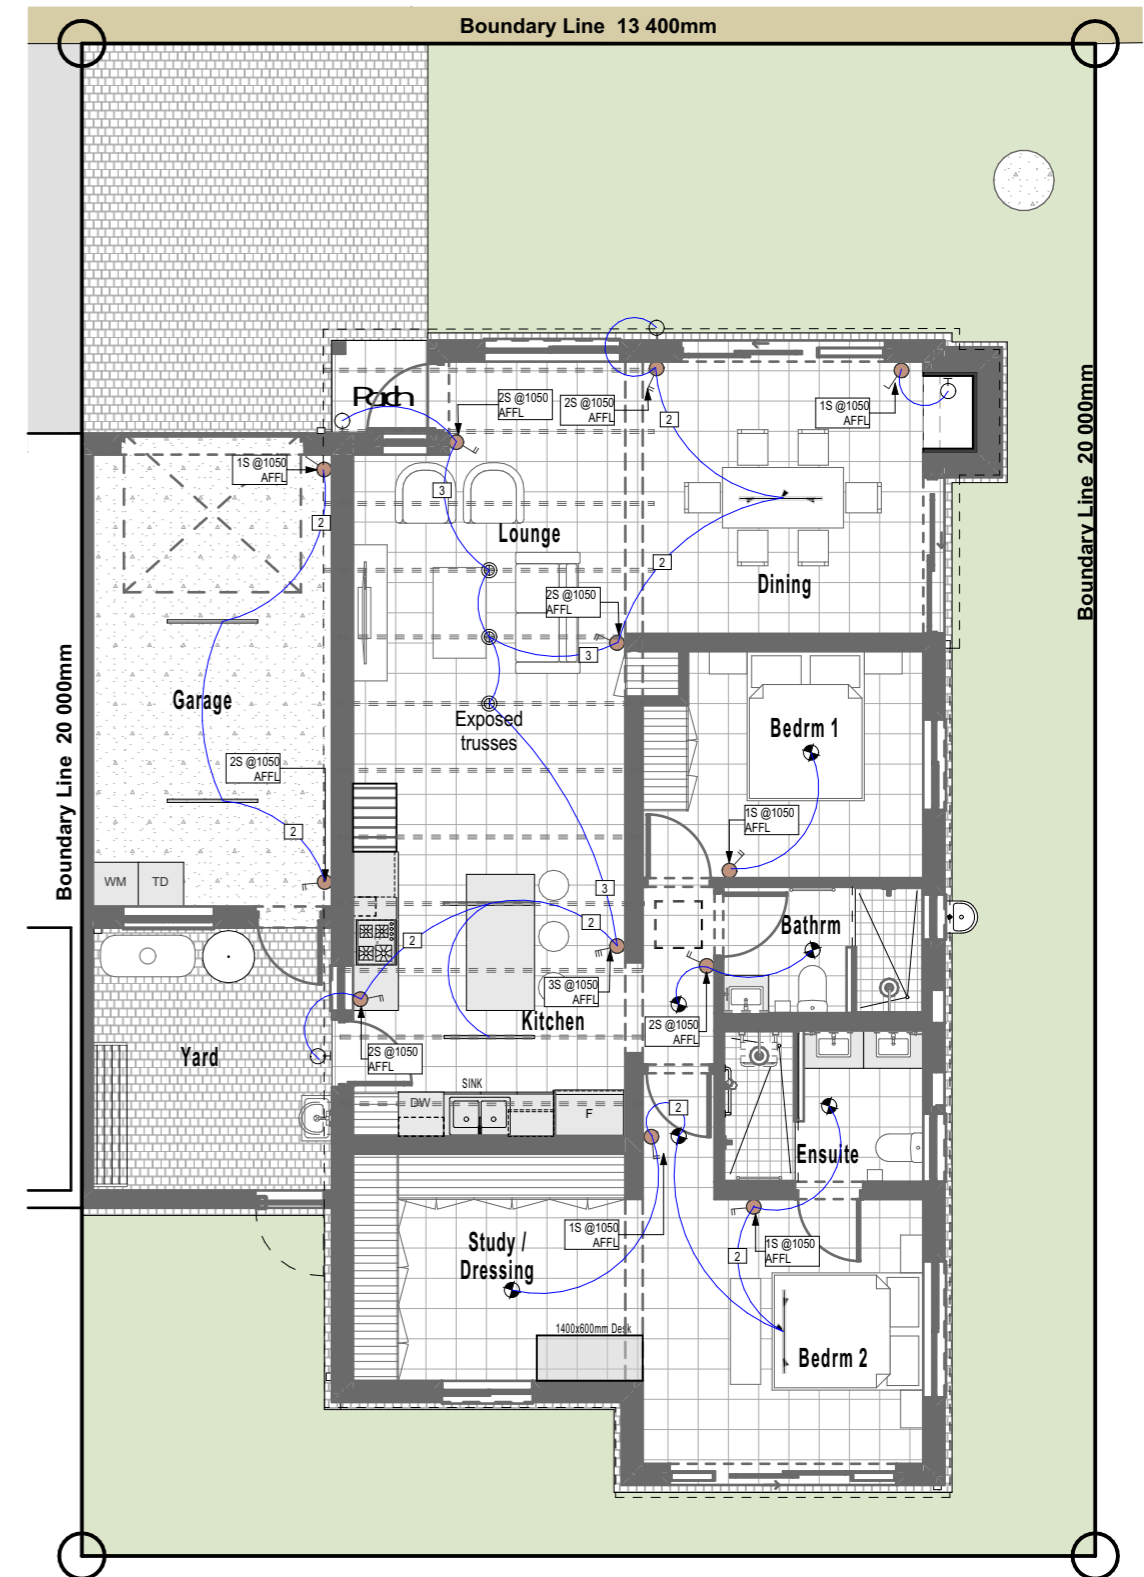 Boundary Line  13 400mm
Porch
2S @1050
AFFL
2S @1050
AFFL
1S @1050
AFFL
2
1S @1050
AFFL
3
2
Lounge
2
Dining
2S @1050
AFFL
3
Boundary Line  20 000mm
Boundary Line  20 000mm
Garage
Exposed
trusses
Bedrm 1
2S @1050
AFFL
2
1S @1050
AFFL
WM
TD
3
2
2
Bathrm
3S @1050
AFFL
Kitchen
2S @1050
AFFL
Yard
2S @1050
AFFL
SINK
DW
F
2
Ensuite
1S @1050
AFFL
Study /
Dressing
1S @1050
AFFL
2
1400x600mm Desk
Bedrm 2